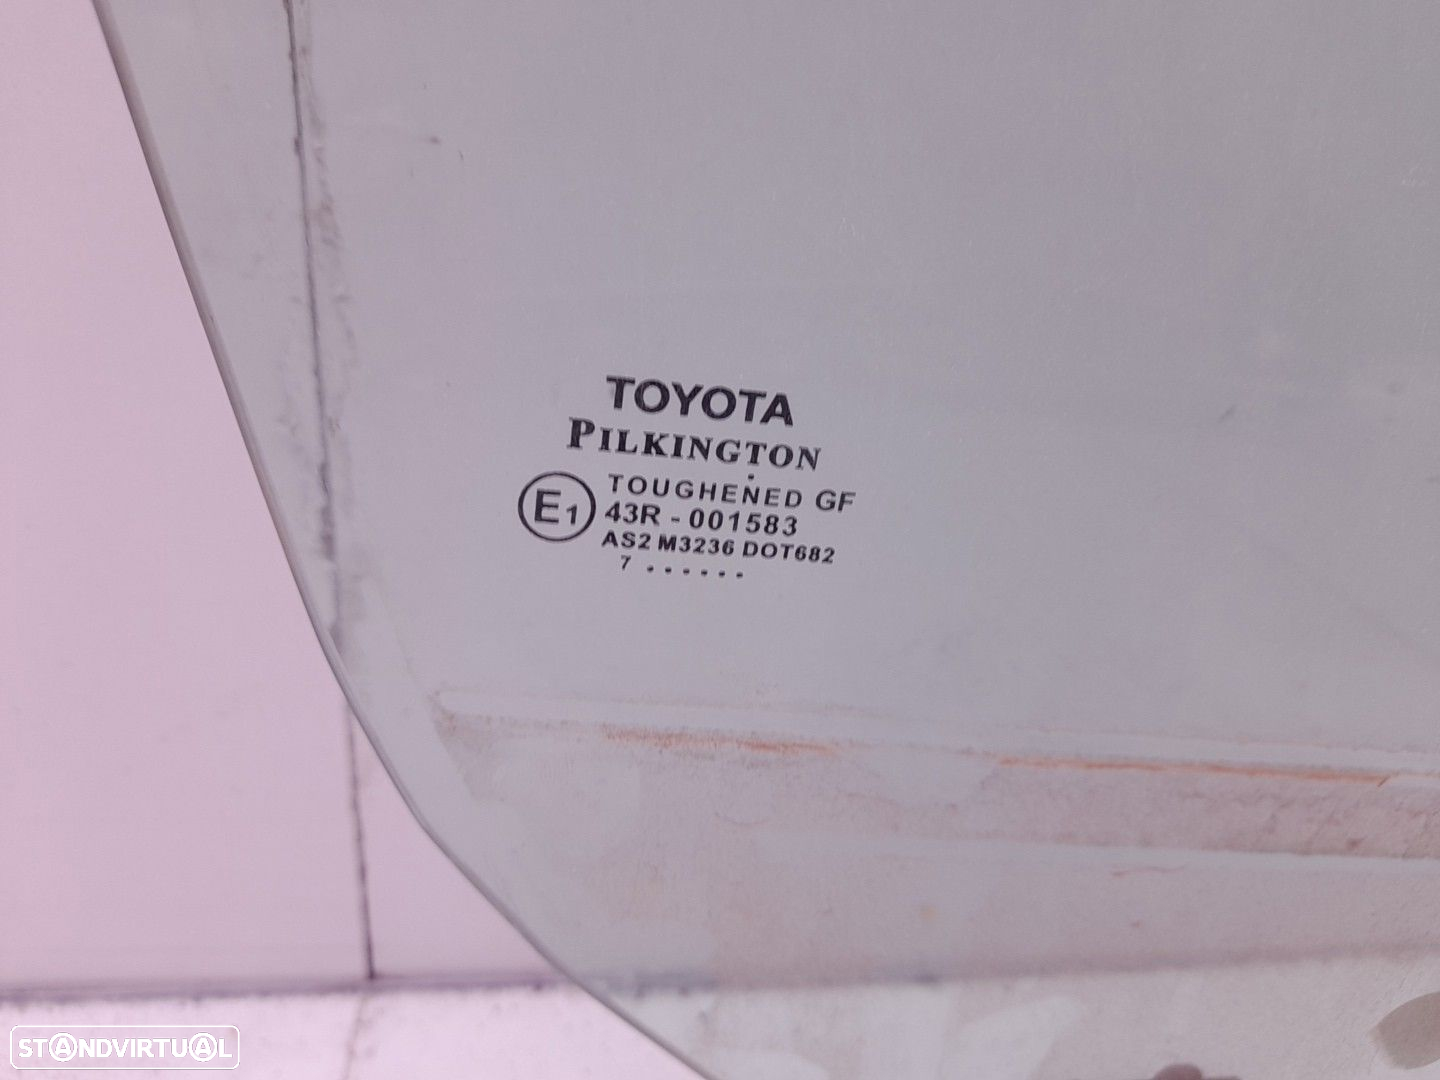 TOYOTA
PILKINGTON
TOUGHENED GF
E1 43R - 001583
AS2 M3236 DOT682
7 . . . . . .
STANDVIRTUAL